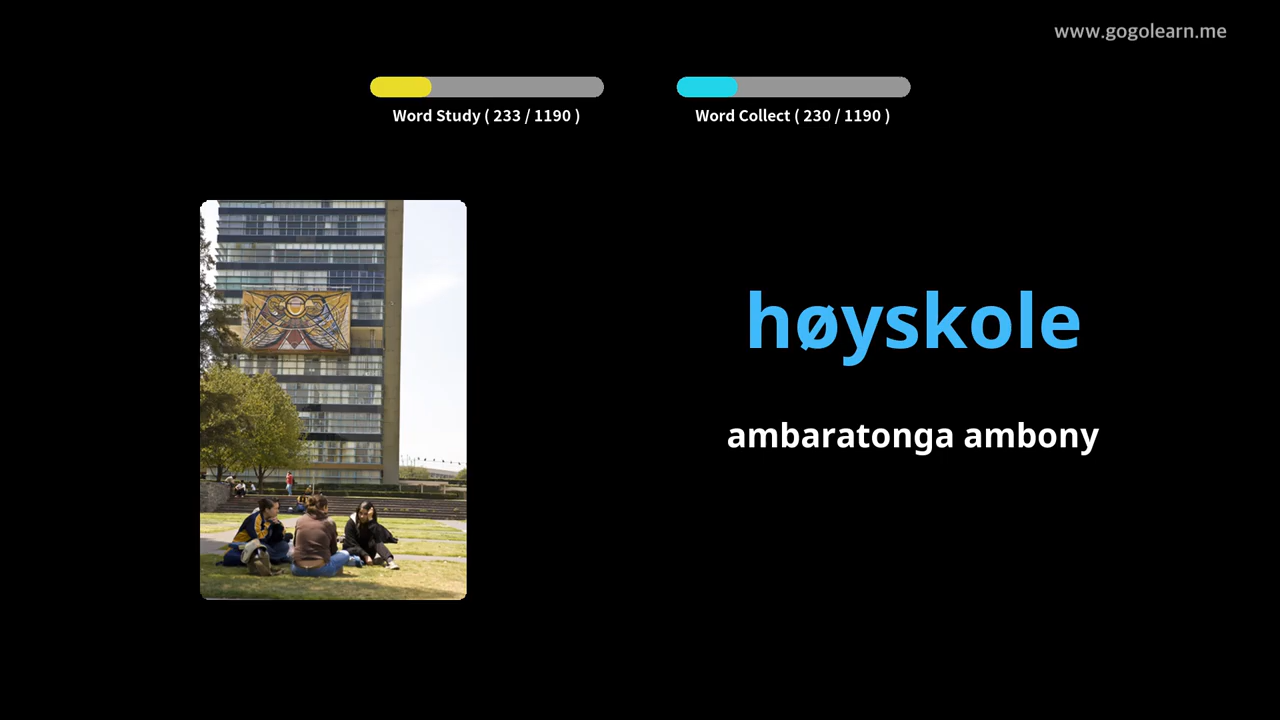 www.gogolearn.me
Word Study ( 233 / 1190 )
Word Collect ( 230 / 1190 )
høyskole
ambaratonga ambony